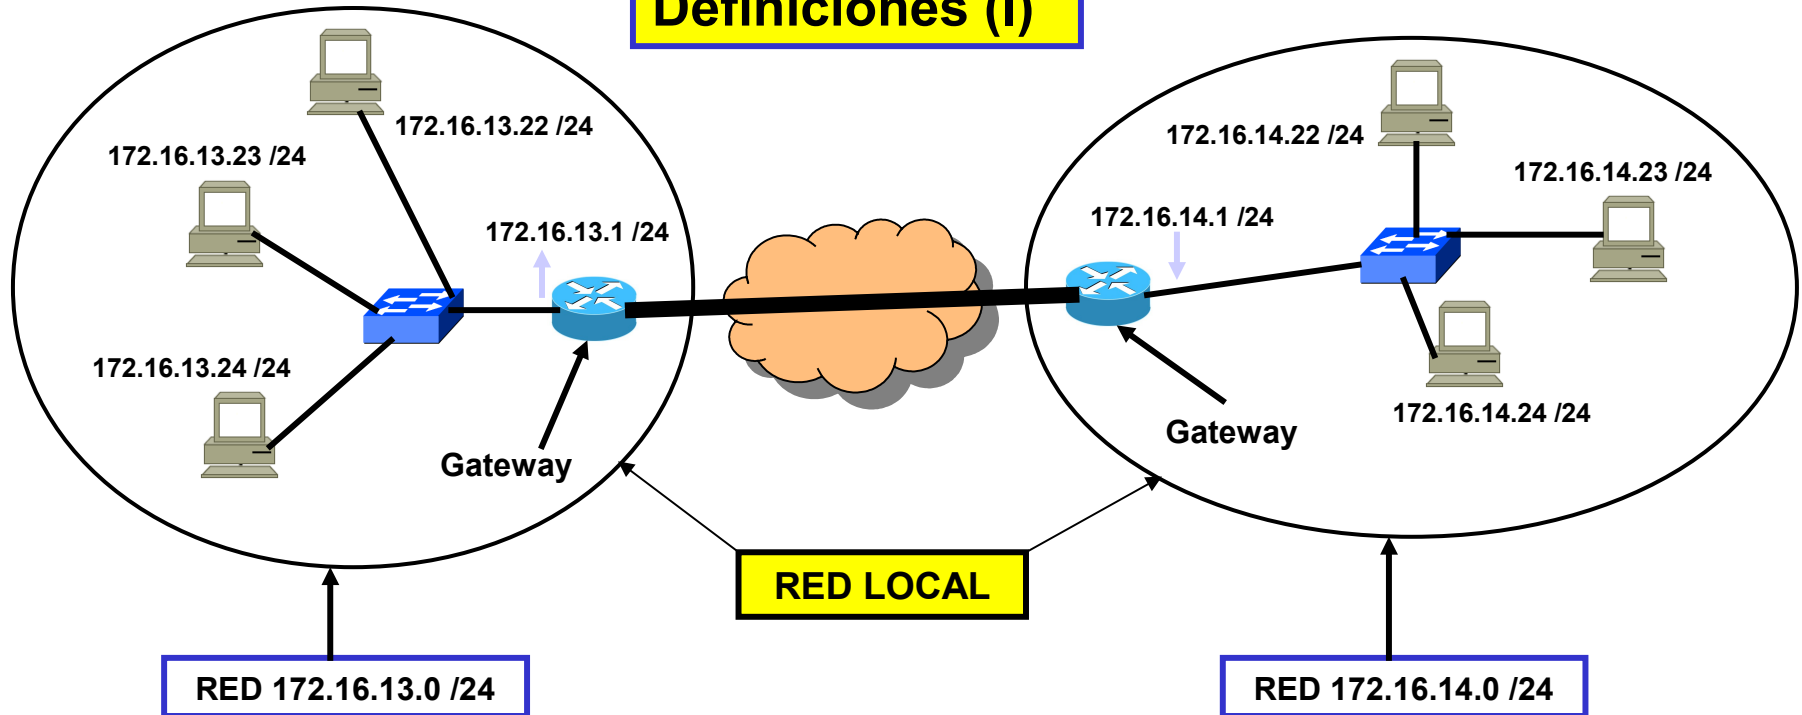 Definiciones (I)
172.16.13.22 /24
172.16.13.23 /24
172.16.13.1 /24
172.16.13.24 /24
Gateway
172.16.14.22 /24
172.16.14.23 /24
172.16.14.1 /24
172.16.14.24 /24
Gateway
RED LOCAL
RED 172.16.13.0 /24
RED 172.16.14.0 /24